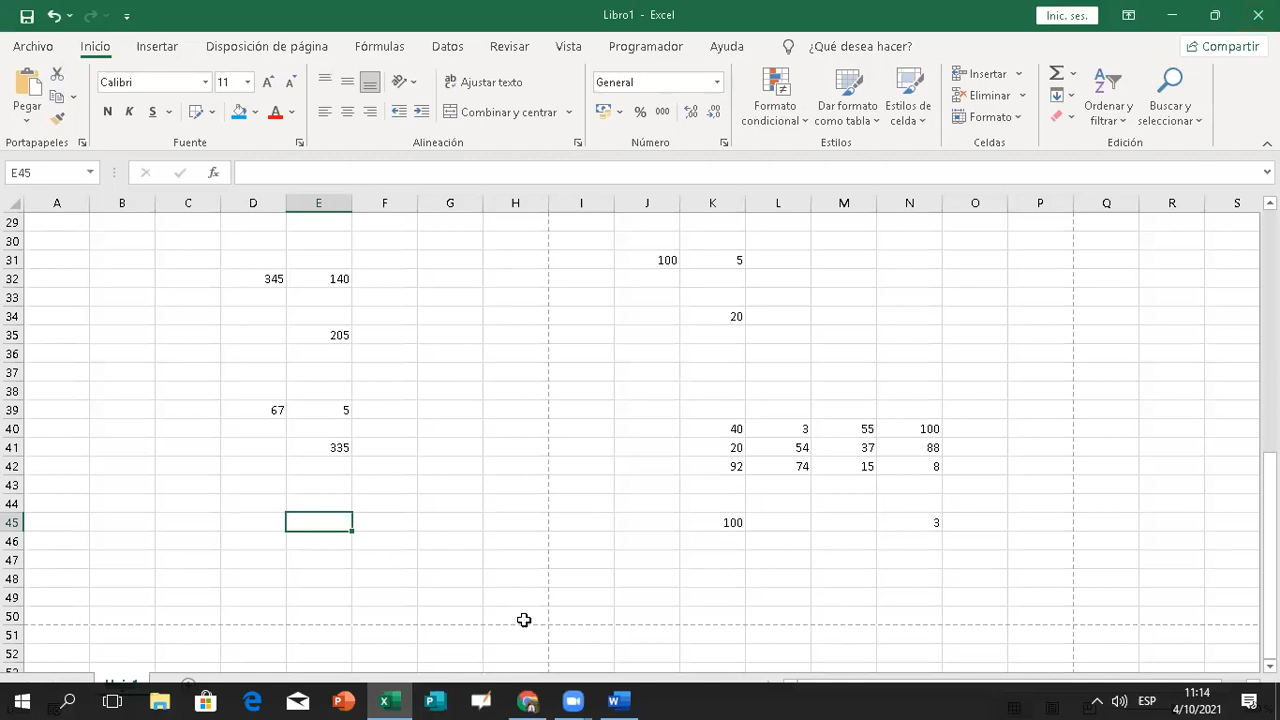 Libro1 - Excel
Inic. ses.
Archivo Inicio Insertar Disposición de página Fórmulas Datos Revisar Vista Programador Ayuda ¿Qué desea hacer? Compartir
Pegar
Calibri 11
N K S
Ajustar texto
Combinar y centrar
General
% 000
Formato condicional
Dar formato como tabla
Estilos de celda
Insertar
Eliminar
Formato
Ordenar y filtrar
Buscar y seleccionar
Portapapeles Fuente Alineación Número Estilos Celdas Edición
E45 fx
A B C D E F G H I J K L M N O P Q R S
29
30
31 100 5
32 345 140
33
34 20
35 205
36
37
38
39 67 5
40 40 3 55 100
41 335 20 54 37 88
42 92 74 15 8
43
44
45 100 3
46
47
48
49
50
51
52
ESP
11:14
4/10/2021